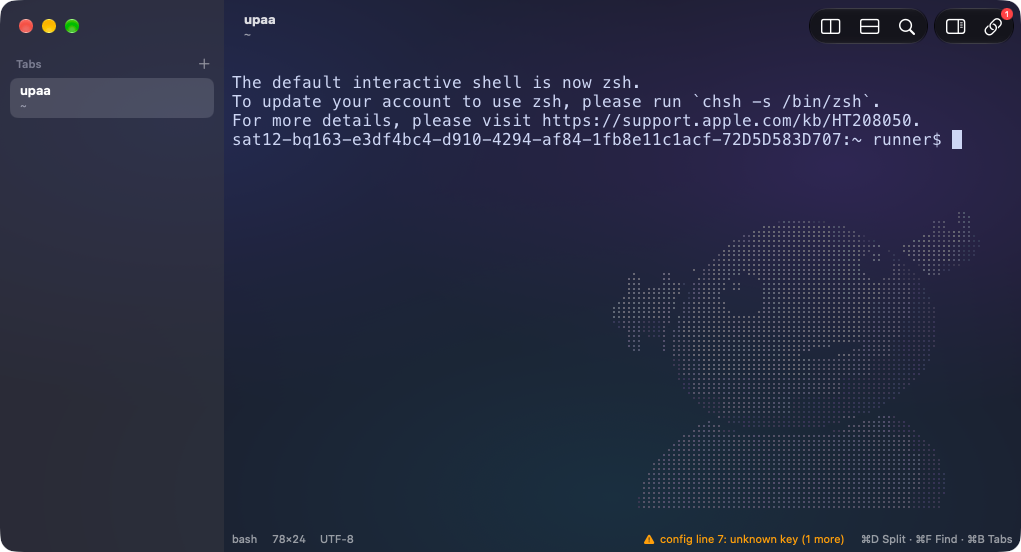 upaa
~
1
Tabs
+
upaa
~
The default interactive shell is now zsh.
To update your account to use zsh, please run `chsh -s /bin/zsh`.
For more details, please visit https://support.apple.com/kb/HT208050.
sat12-bq163-e3df4bc4-d910-4294-af84-1fb8e11c1acf-72D5D583D707:~ runner$
bash 78×24 UTF-8 config line 7: unknown key (1 more) ⌘D Split · ⌘F Find · ⌘B Tabs